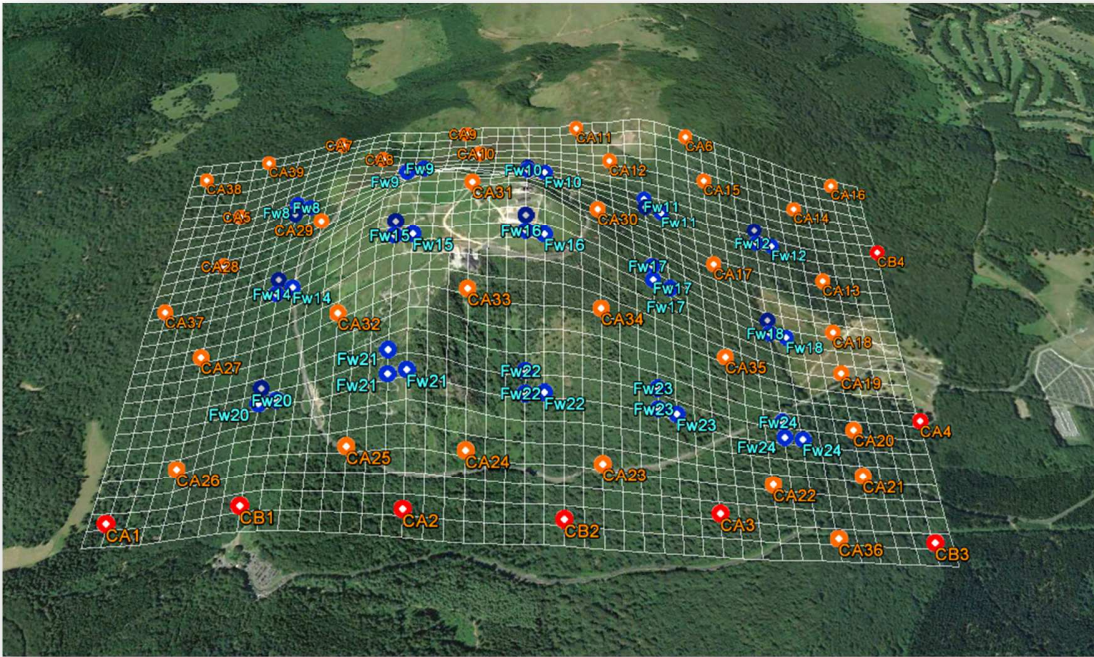 CA9
CA11
CA6
CA7
CA10
CA8
CA12
CA39
Fw9
Fw10
Fw9
Fw10
CA38
CA31
CA15
CA16
Fw8
Fw8
CA5
CA29
CA30
Fw11
Fw11
CA14
Fw15
Fw15
Fw16
Fw16
Fw12
Fw12
CB4
CA28
Fw17
CA17
Fw14
Fw14
CA33
Fw17
Fw17
CA13
CA37
CA32
CA34
Fw18
Fw18
CA18
CA27
Fw21
Fw21
Fw21
CA35
Fw22
CA19
Fw20
Fw20
Fw22
Fw22
Fw23
Fw23
Fw23
Fw24
CA4
CA20
Fw24
Fw24
CA25
CA24
CA23
CA26
CA22
CA21
CA1
CB1
CA2
CB2
CA3
CA36
CB3